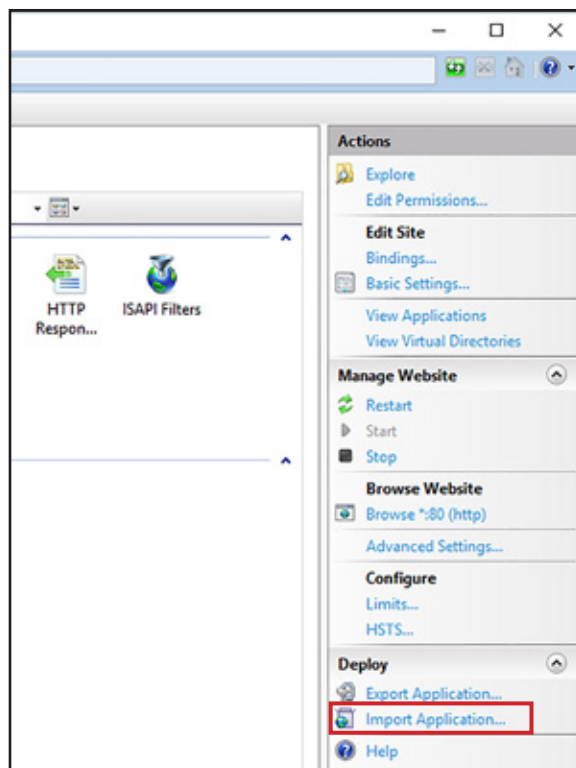 Actions
Explore
Edit Permissions...
Edit Site
Bindings...
Basic Settings...
View Applications
View Virtual Directories
Manage Website
Restart
Start
Stop
Browse Website
Browse *:80 (http)
Advanced Settings...
Configure
Limits...
HSTS...
Deploy
Export Application...
Import Application...
Help
HTTP
Respon...
ISAPI Filters